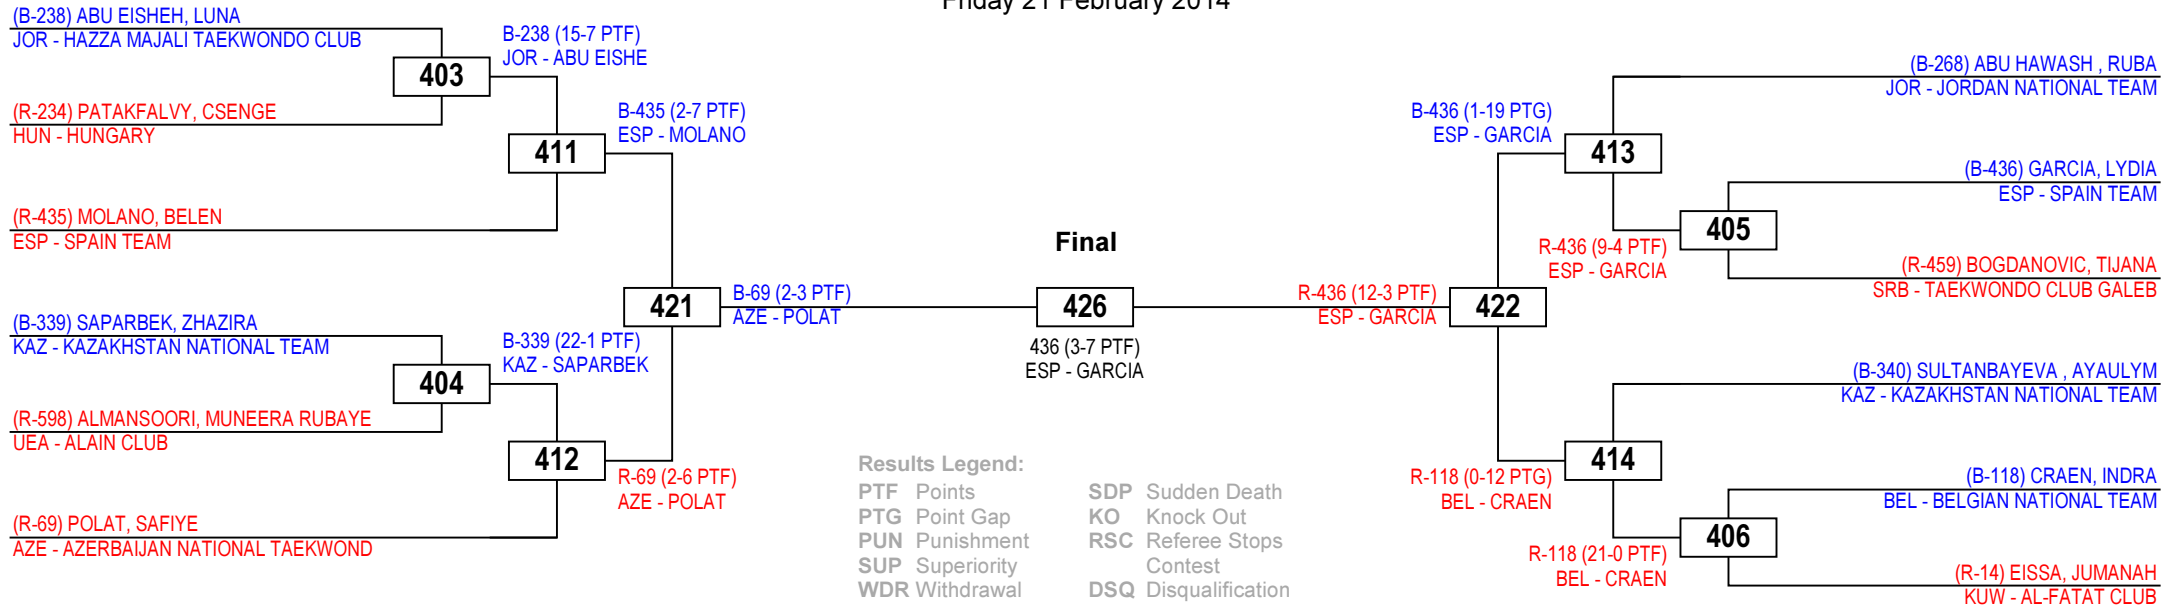 Friday 21 February 2014
(B-238) ABU EISHEH, LUNA
JOR - HAZZA MAJALI TAEKWONDO CLUB
403
B-238 (15-7 PTF)
JOR - ABU EISHE
(R-234) PATAKFALVY, CSENGE
HUN - HUNGARY
411
B-435 (2-7 PTF)
ESP - MOLANO
(R-435) MOLANO, BELEN
ESP - SPAIN TEAM
421
B-69 (2-3 PTF)
AZE - POLAT
(B-339) SAPARBEK, ZHAZIRA
KAZ - KAZAKHSTAN NATIONAL TEAM
404
B-339 (22-1 PTF)
KAZ - SAPARBEK
(R-598) ALMANSOORI, MUNEERA RUBAYE
UEA - ALAIN CLUB
412
R-69 (2-6 PTF)
AZE - POLAT
(R-69) POLAT, SAFIYE
AZE - AZERBAIJAN NATIONAL TAEKWOND
Final
426
436 (3-7 PTF)
ESP - GARCIA
(B-268) ABU HAWASH , RUBA
JOR - JORDAN NATIONAL TEAM
B-436 (1-19 PTG)
ESP - GARCIA
413
(B-436) GARCIA, LYDIA
ESP - SPAIN TEAM
405
R-436 (9-4 PTF)
ESP - GARCIA
(R-459) BOGDANOVIC, TIJANA
SRB - TAEKWONDO CLUB GALEB
R-436 (12-3 PTF)
ESP - GARCIA
422
(B-340) SULTANBAYEVA , AYAULYM
KAZ - KAZAKHSTAN NATIONAL TEAM
414
R-118 (0-12 PTG)
BEL - CRAEN
(B-118) CRAEN, INDRA
BEL - BELGIAN NATIONAL TEAM
406
R-118 (21-0 PTF)
BEL - CRAEN
(R-14) EISSA, JUMANAH
KUW - AL-FATAT CLUB
Results Legend:
PTF Points
PTG Point Gap
PUN Punishment
SUP Superiority
WDR Withdrawal
SDP Sudden Death
KO Knock Out
RSC Referee Stops
Contest
DSQ Disqualification